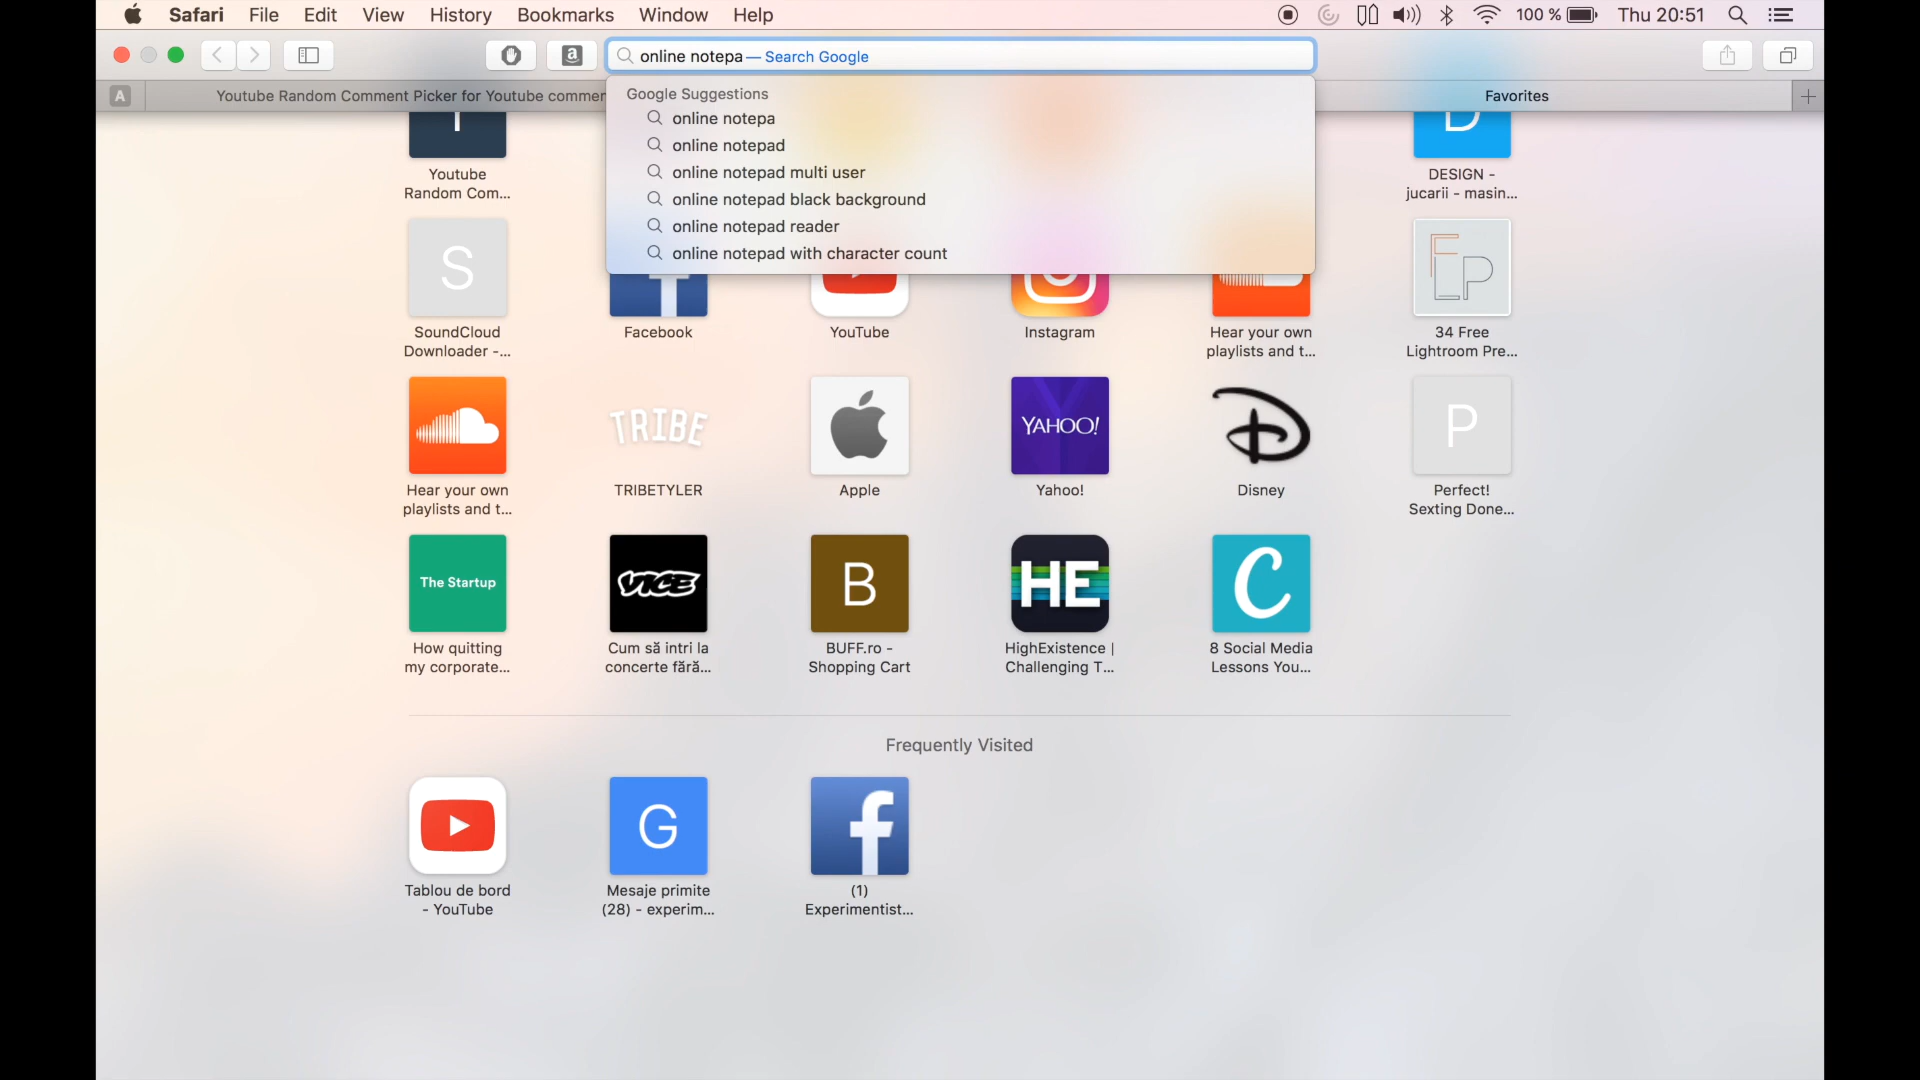 Safari File Edit View History Bookmarks Window Help 100 % Thu 20:51
a online notepa — Search Google
A Youtube Random Comment Picker for Youtube commen Favorites
Google Suggestions
online notepa
online notepad
online notepad multi user
online notepad black background
online notepad reader
online notepad with character count
Youtube
Random Com...
DESIGN -
jucarii - masin...
S
FLP
SoundCloud
Downloader -...
Facebook
YouTube
Instagram
Hear your own
playlists and t...
34 Free
Lightroom Pre...
TRIBE
YAHOO!
D
P
Hear your own
playlists and t...
TRIBETYLER
Apple
Yahoo!
Disney
Perfect!
Sexting Done...
The Startup
VICE
B
HE
C
How quitting
my corporate...
Cum să intri la
concerte fără...
BUFF.ro -
Shopping Cart
HighExistence |
Challenging T...
8 Social Media
Lessons You...
Frequently Visited
G
f
Tablou de bord
- YouTube
Mesaje primite
(28) - experim...
(1)
Experimentist...